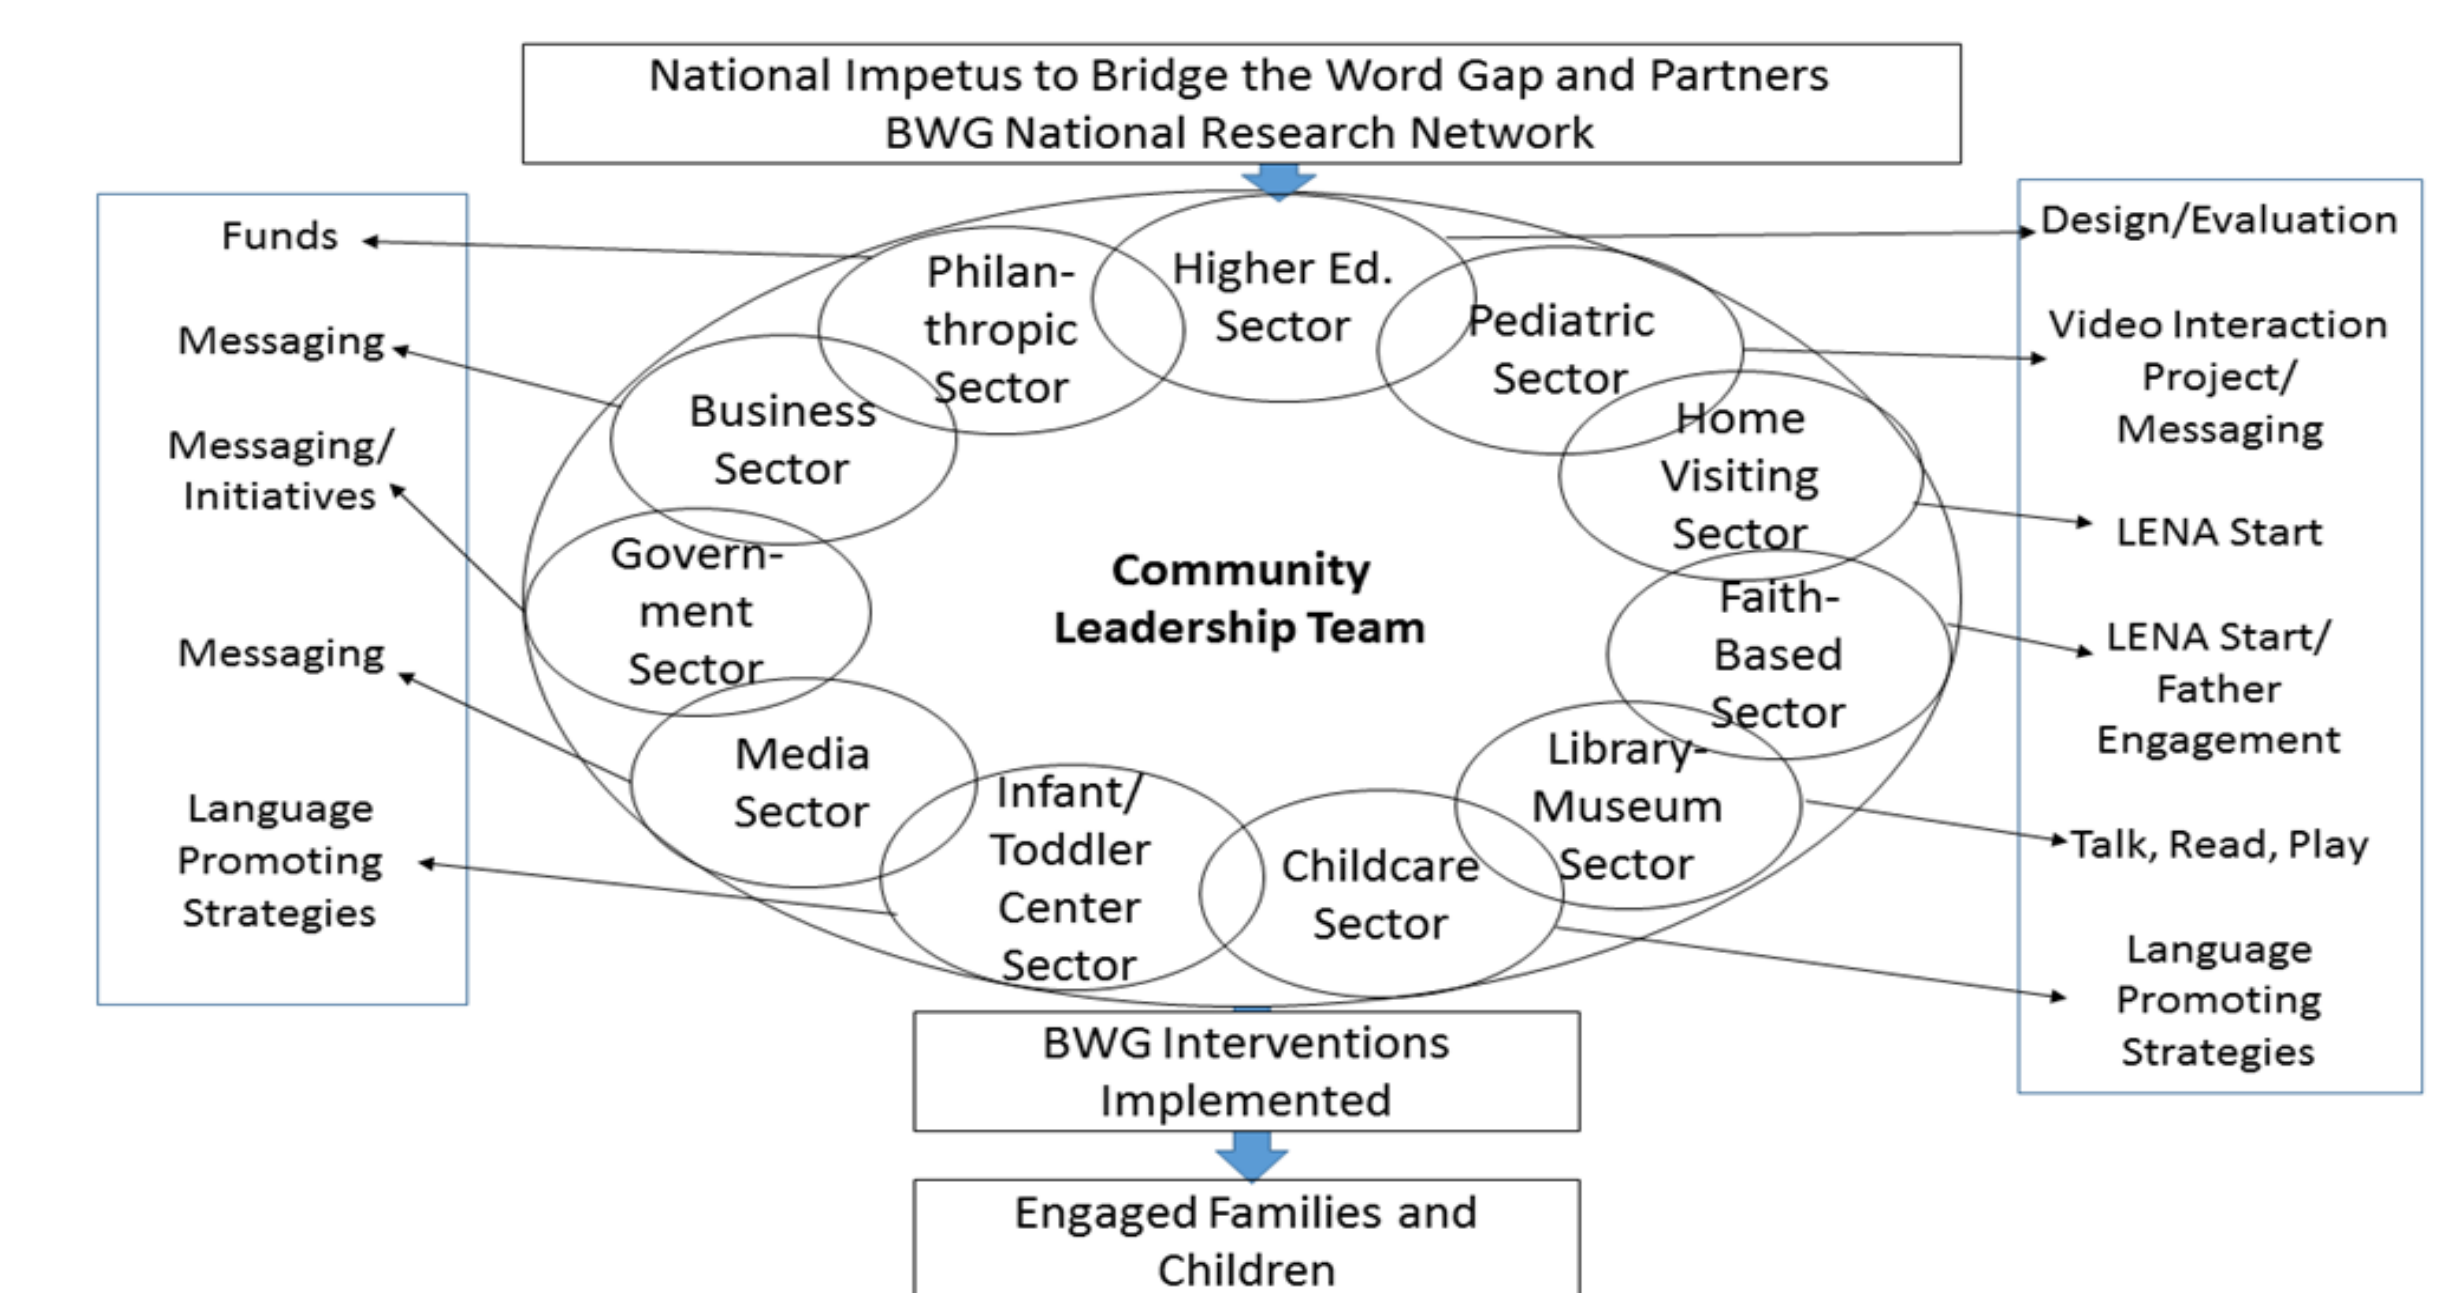 National Impetus to Bridge the Word Gap and Partners
BWG National Research Network
Funds
Messaging
Messaging/
Initiatives
Messaging
Language
Promoting
Strategies
Philan-
thropic
Sector
Higher Ed.
Sector
Pediatric
Sector
Business
Sector
Home
Visiting
Sector
Govern-
ment
Sector
Community
Leadership Team
Faith-
Based
Sector
Media
Sector
Library-
Museum
Sector
Infant/
Toddler
Center
Sector
Childcare
Sector
Design/Evaluation
Video Interaction
Project/
Messaging
LENA Start
LENA Start/
Father
Engagement
Talk, Read, Play
Language
Promoting
Strategies
BWG Interventions
Implemented
Engaged Families and
Children